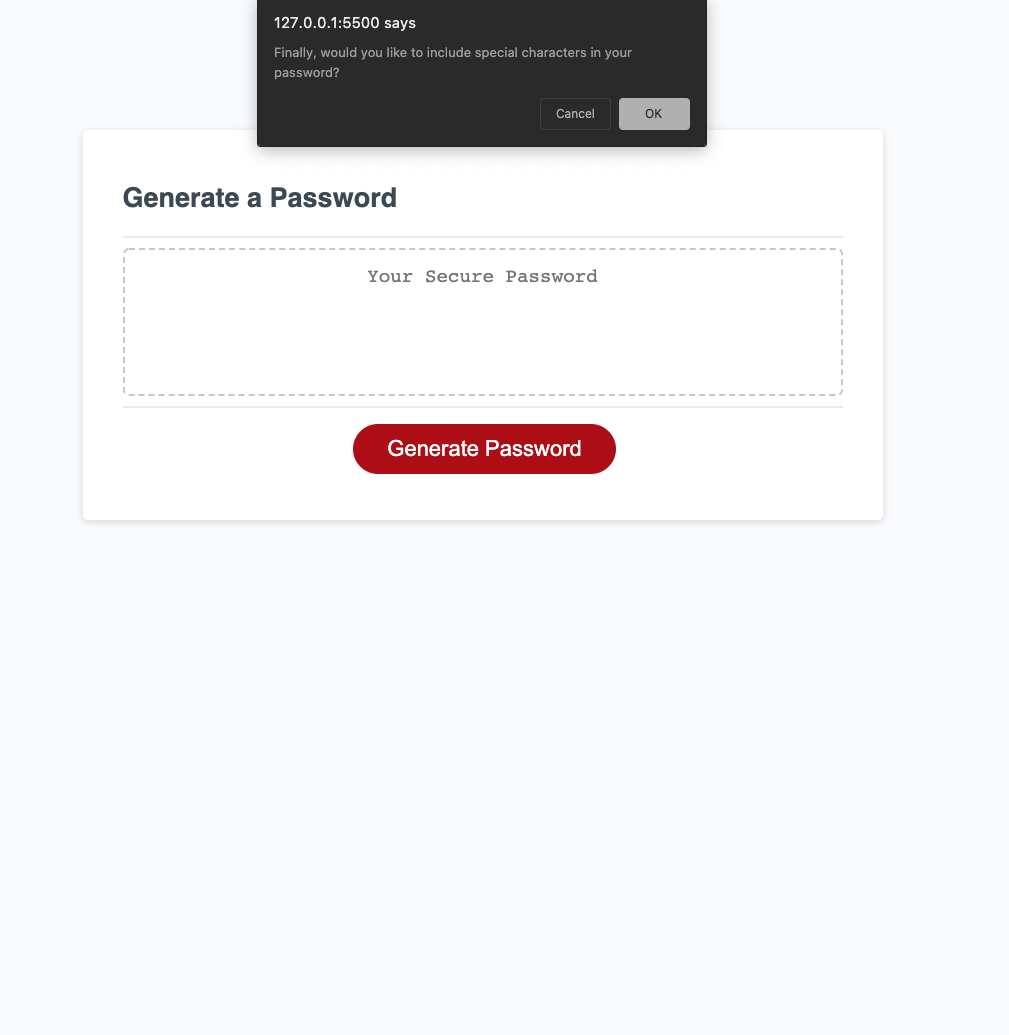 127.0.0.1:5500 says
Finally, would you like to include special characters in your
password?
Cancel
OK
Generate a Password
Your Secure Password
Generate Password